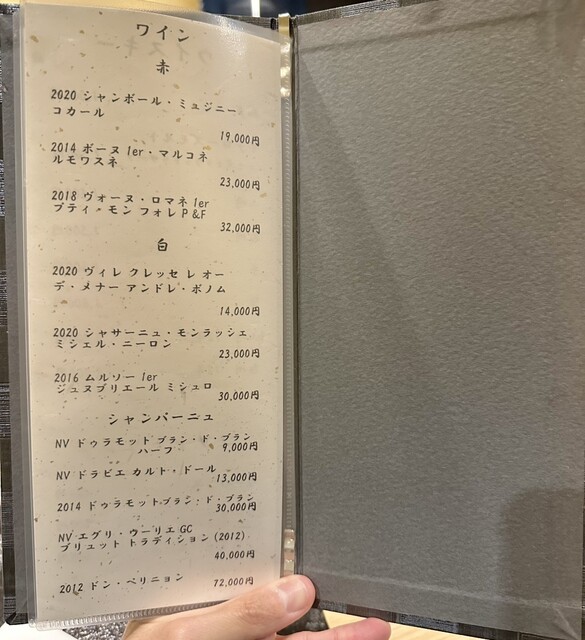 ワイン
赤
2020 シャンボール・ミュジニー
コカール
19,000円
2014 ボーヌ 1er・マルコネ
ルモワスネ
23,000円
2018 ヴォーヌ・ロマネ 1er
プティ・モン フォレ P&F
32,000円
白
2020 ヴィレ クレッセ レ オー
デ・メナー アンドレ・ボノム
14,000円
2020 シャサーニュ・モンラッシェ
ミシェル・ニーロン
23,000円
2016 ムルソー 1er
ジュヌブリエール ミシュロ
30,000円
シャンパーニュ
NV ドゥラモット ブラン・ド・ブラン
ハーフ 9,000円
NV ドラピエ カルト・ドール
13,000円
2014 ドゥラモットブラン・ド・ブラン
30,000円
NV エグリ・ウーリエ GC
ブリュット トラディション (2012)
40,000円
2012 ドン・ペリニョン 72,000円